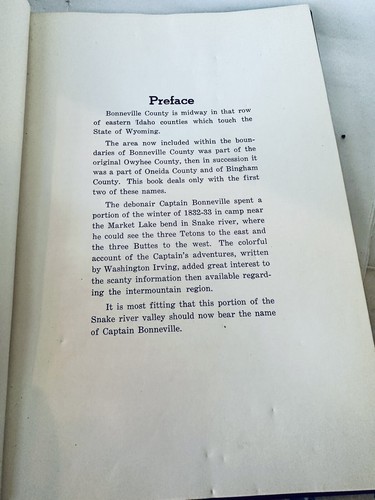 Preface
Bonneville County is midway in that row
of eastern Idaho counties which touch the
State of Wyoming.
The area now included within the boun-
daries of Bonneville County was part of the
original Owyhee County, then in succession it
was a part of Oneida County and of Bingham
County. This book deals only with the first
two of these names.
The debonair Captain Bonneville spent a
portion of the winter of 1832-33 in camp near
the Market Lake bend in Snake river, where
he could see the three Tetons to the east and
the three Buttes to the west. The colorful
account of the Captain's adventures, written
by Washington Irving, added great interest to
the scanty information then available regard-
ing the intermountain region.
It is most fitting that this portion of the
Snake river valley should now bear the name
of Captain Bonneville.